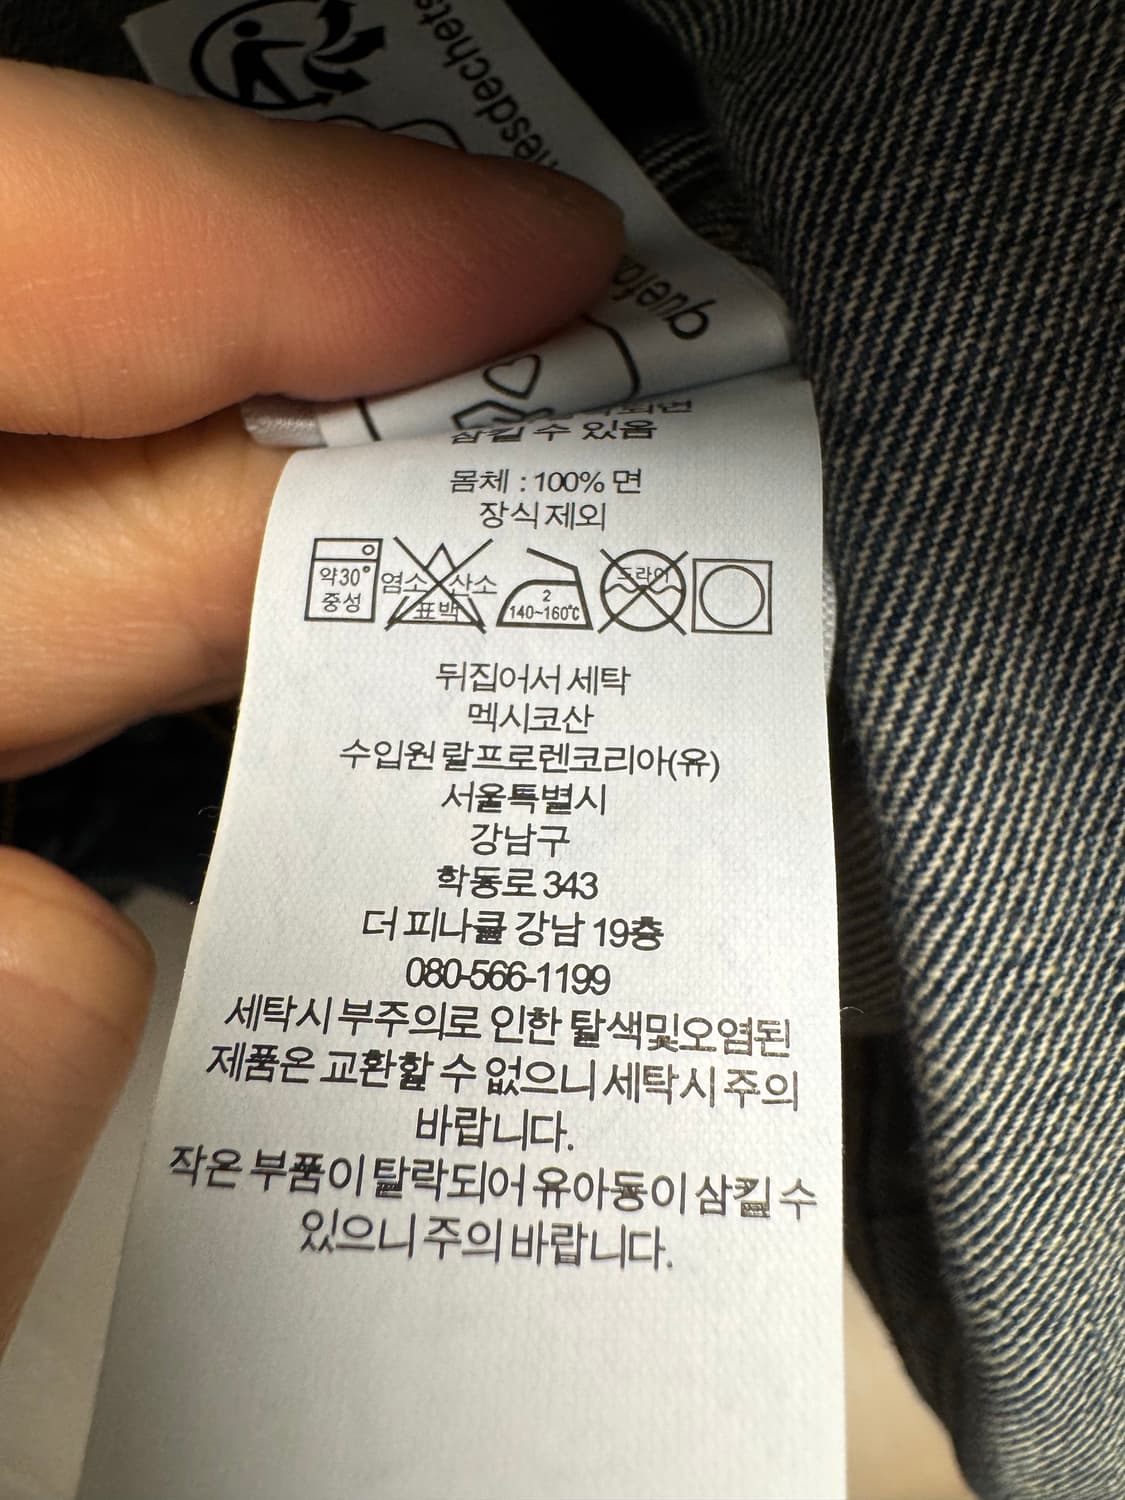 삼킬 수 있음
몸체 : 100% 면
장식 제외
약30° 중성 염소 산소 표백 2 140~160℃ 드라이
뒤집어서 세탁
멕시코산
수입원 랄프로렌코리아(유)
서울특별시
강남구
학동로 343
더 피나클 강남 19층
080-566-1199
세탁시 부주의로 인한 탈색및오염된
제품은 교환할 수 없으니 세탁시 주의
바랍니다.
작은 부품이 탈락되어 유아동이 삼킬 수
있으니 주의 바랍니다.